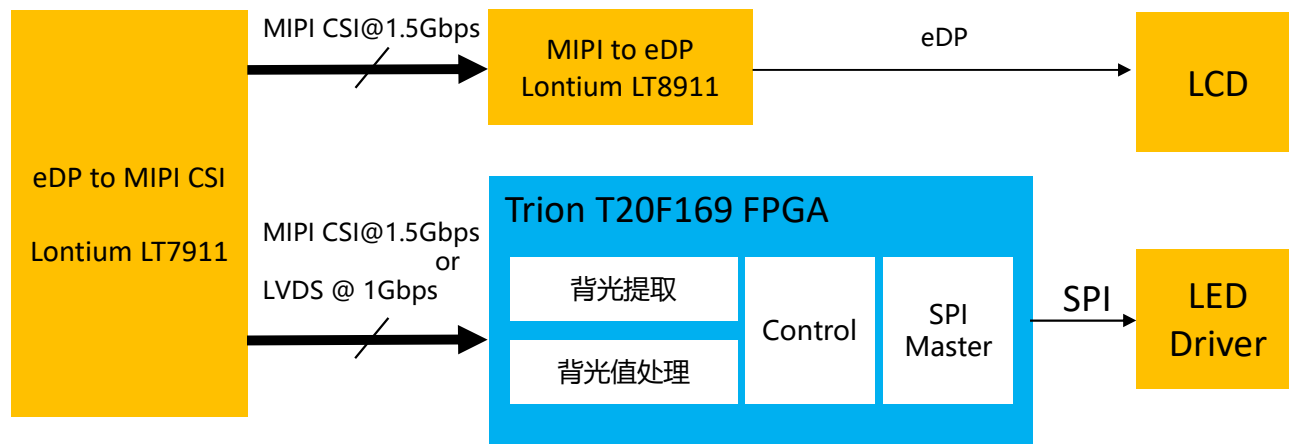 eDP to MIPI CSI
Lontium LT7911
MIPI CSI@1.5Gbps
MIPI to eDP
Lontium LT8911
eDP
LCD
MIPI CSI@1.5Gbps
or
LVDS @ 1Gbps
Trion T20F169 FPGA
背光提取
背光值处理
Control
SPI
Master
SPI
LED
Driver